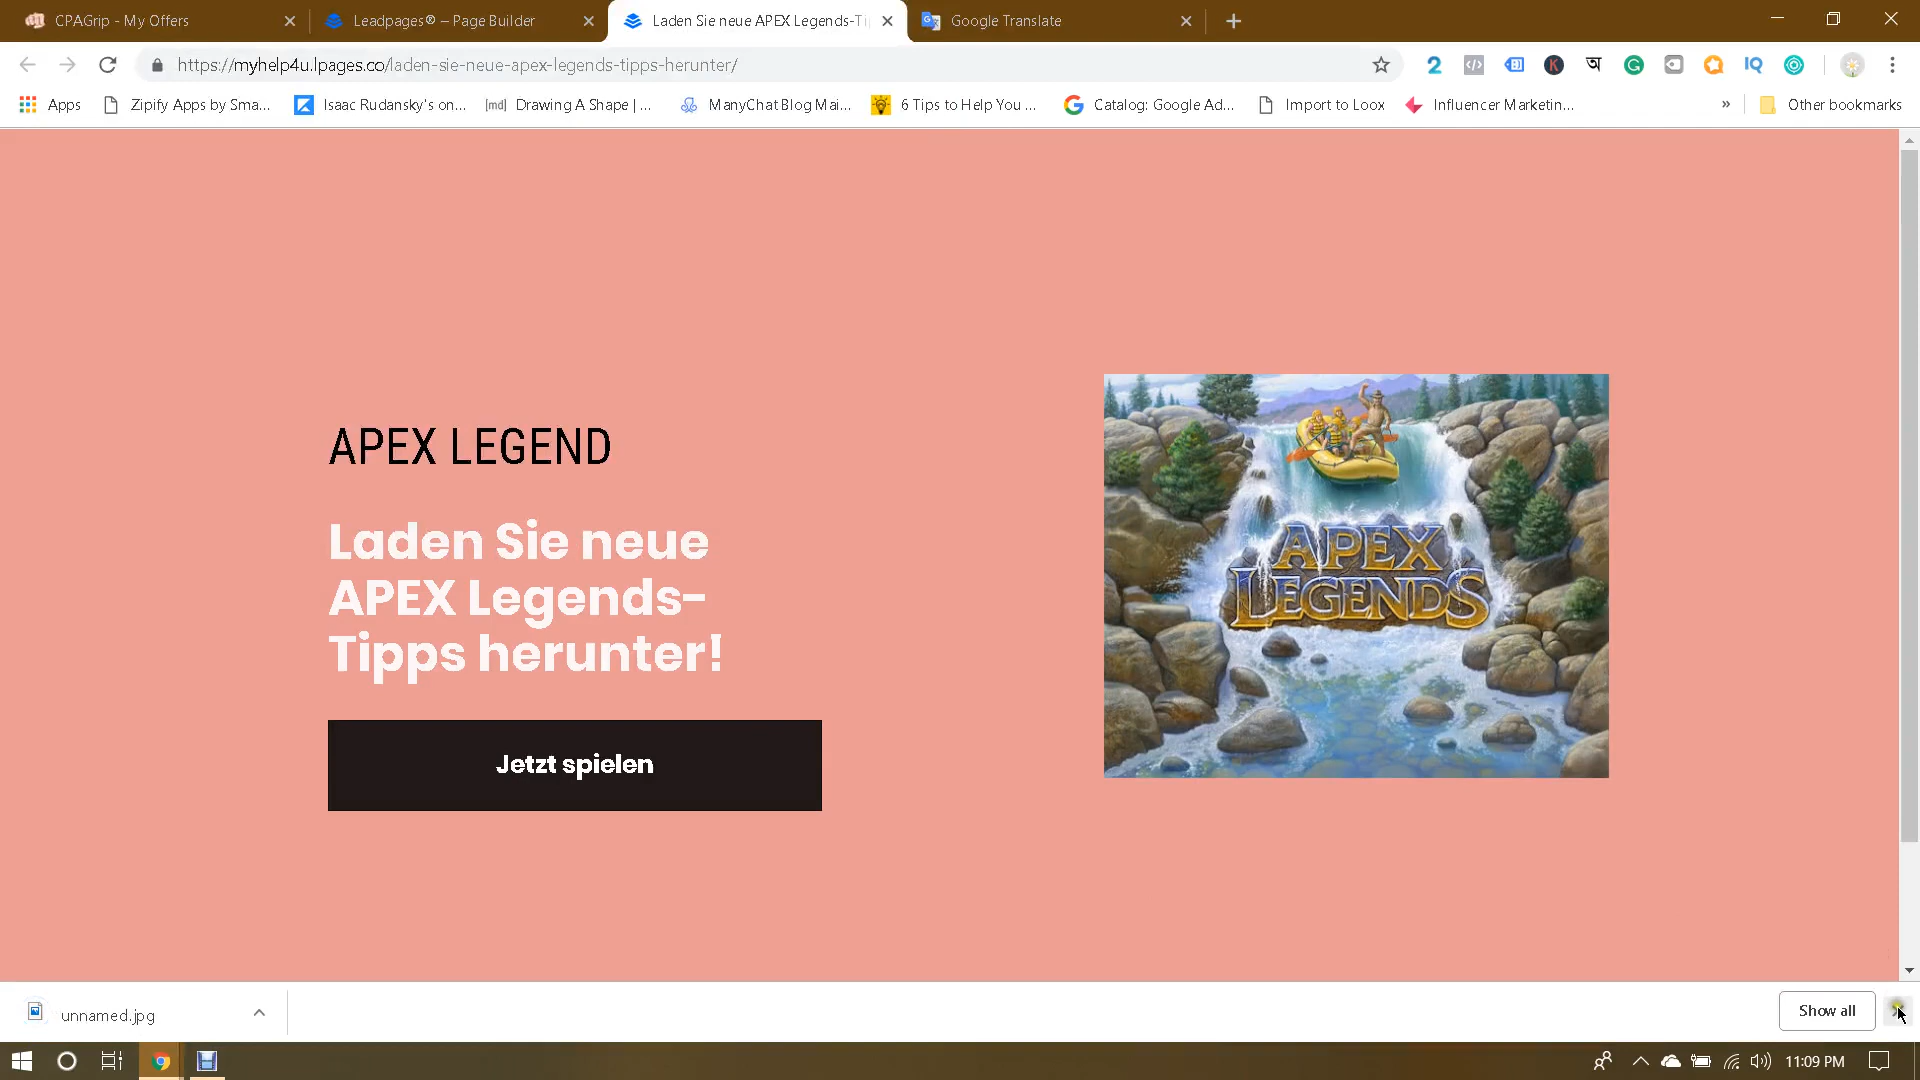 CPAGrip - My Offers
Leadpages® – Page Builder
Laden Sie neue APEX Legends-Ti
Google Translate
https://myhelp4u.lpages.co/laden-sie-neue-apex-legends-tipps-herunter/
Apps
Zipify Apps by Sma...
Isaac Rudansky's on...
[md] Drawing A Shape | ...
ManyChat Blog Mai...
6 Tips to Help You ...
Catalog: Google Ad...
Import to Loox
Influencer Marketin...
»
Other bookmarks
APEX LEGEND
Laden Sie neue
APEX Legends-
Tipps herunter!
Jetzt spielen
APEX
LEGENDS
unnamed.jpg
Show all
11:09 PM